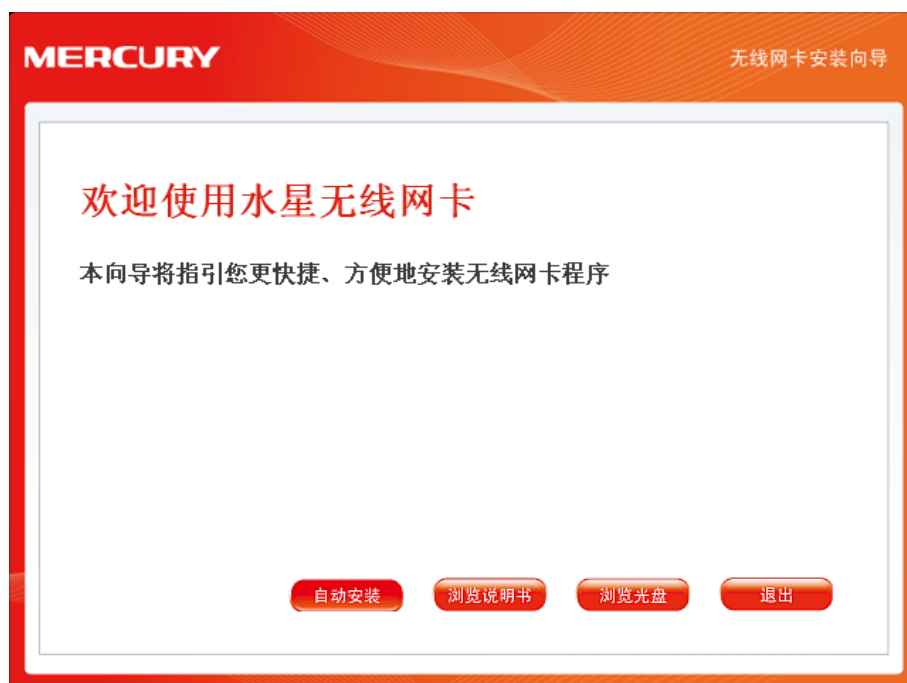 MERCURY
无线网卡安装向导
欢迎使用水星无线网卡
本向导将指引您更快捷、方便地安装无线网卡程序
自动安装
浏览说明书
浏览光盘
退出